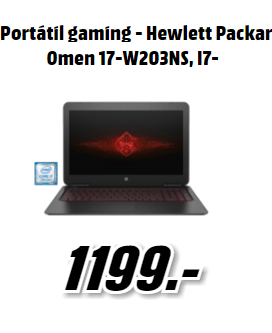 Portátil gaming - Hewlett Packar
Omen 17-W203NS, I7-
1199.-